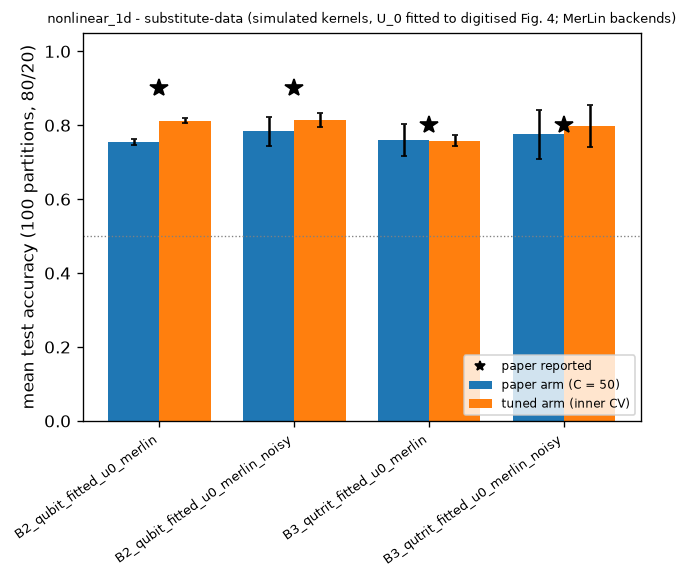 nonlinear_1d - substitute-data (simulated kernels, U_0 fitted to digitised Fig. 4; MerLin backends)
mean test accuracy (100 partitions, 80/20)
1.0
0.8
0.6
0.4
0.2
0.0
paper reported
paper arm (C = 50)
tuned arm (inner CV)
B2_qubit_fitted_u0_merlin
B2_qubit_fitted_u0_merlin_noisy
B3_qutrit_fitted_u0_merlin
B3_qutrit_fitted_u0_merlin_noisy